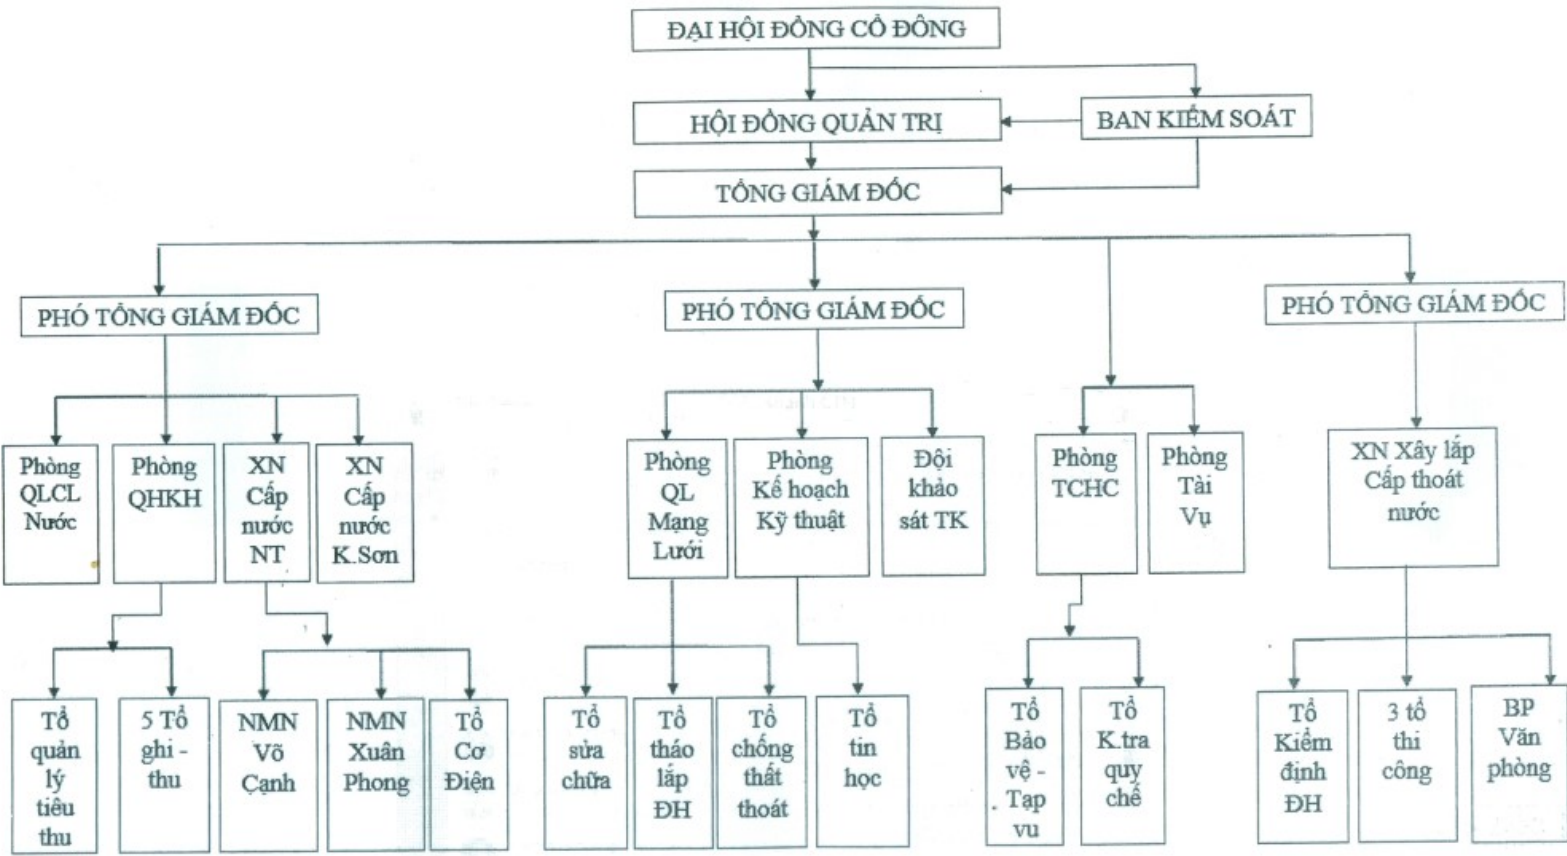 ĐẠI HỘI ĐỒNG CỔ ĐÔNG
HỘI ĐỒNG QUẢN TRỊ
BAN KIỂM SOÁT
TỔNG GIÁM ĐỐC
PHÓ TỔNG GIÁM ĐỐC
PHÓ TỔNG GIÁM ĐỐC
PHÓ TỔNG GIÁM ĐỐC
Phòng
QLCL
Nước
Phòng
QHKH
XN
Cấp
nước
NT
XN
Cấp
nước
K.Sơn
Phòng
QL
Mạng
Lưới
Phòng
Kế hoạch
Kỹ thuật
Đội
khảo
sát TK
Phòng
TCHC
Phòng
Tài
Vụ
XN Xây lắp
Cấp thoát
nước
Tổ
quản
lý
tiêu
thu
5 Tổ
ghi -
thu
NMN
Võ
Cạnh
NMN
Xuân
Phong
Tổ
Cơ
Điện
Tổ
sửa
chữa
Tổ
tháo
lắp
ĐH
Tổ
chống
thất
thoát
Tổ
tin
học
Tổ
Bảo
vệ -
Tạp
vu
Tổ
K.tra
quy
chế
Tổ
Kiểm
định
ĐH
3 tổ
thi
công
BP
Văn
phòng